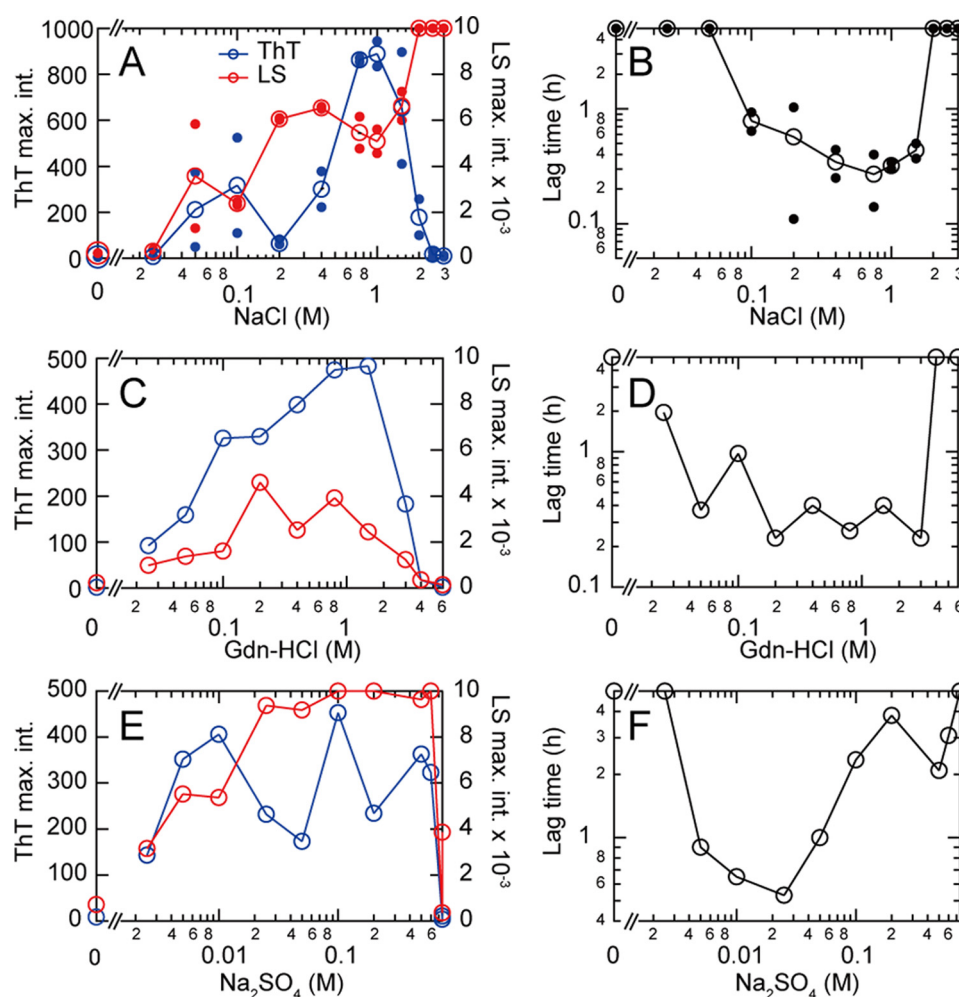 A
ThT
LS
ThT max. int.
1000
800
600
400
200
0
LS max. int. x 10-3
10
8
6
4
2
0
2 4 6 8 2 4 6 8 2 3
0 0.1 1
NaCl (M)
B
Lag time (h)
4
2
1
8
6
4
2
0.1
8
6
2 4 6 8 2 4 6 8 2 3
0 0.1 1
NaCl (M)
C
ThT max. int.
500
400
300
200
100
0
LS max. int. x 10-3
10
8
6
4
2
0
2 4 6 8 2 4 6 8 2 4 6
0 0.1 1
Gdn-HCl (M)
D
Lag time (h)
4
2
1
8
6
4
2
0.1
2 4 6 8 2 4 6 8 2 4 6
0 0.1 1
Gdn-HCl (M)
E
ThT max. int.
500
400
300
200
100
0
LS max. int. x 10-3
10
8
6
4
2
0
2 4 6 8 2 4 6 8 2 4 6
0 0.01 0.1
Na2SO4 (M)
F
Lag time (h)
4
3
2
1
8
6
4
2 4 6 8 2 4 6 8 2 4 6
0 0.01 0.1
Na2SO4 (M)